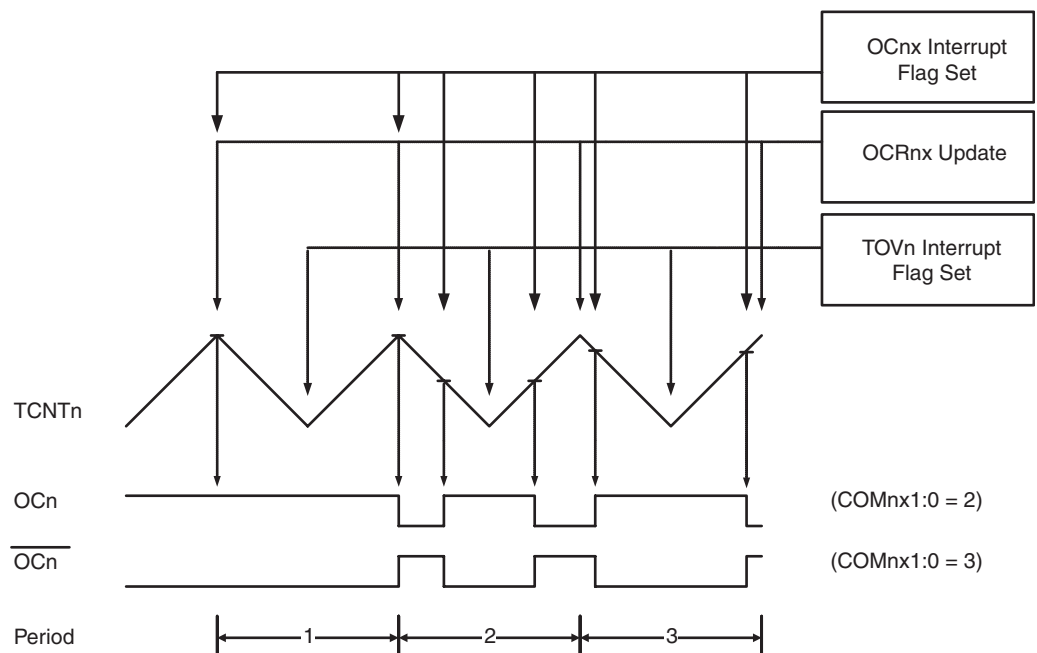 OCnx Interrupt
Flag Set
OCRnx Update
TOVn Interrupt
Flag Set
TCNTn
OCn
(COMnx1:0 = 2)
OCn
(COMnx1:0 = 3)
Period
1
2
3